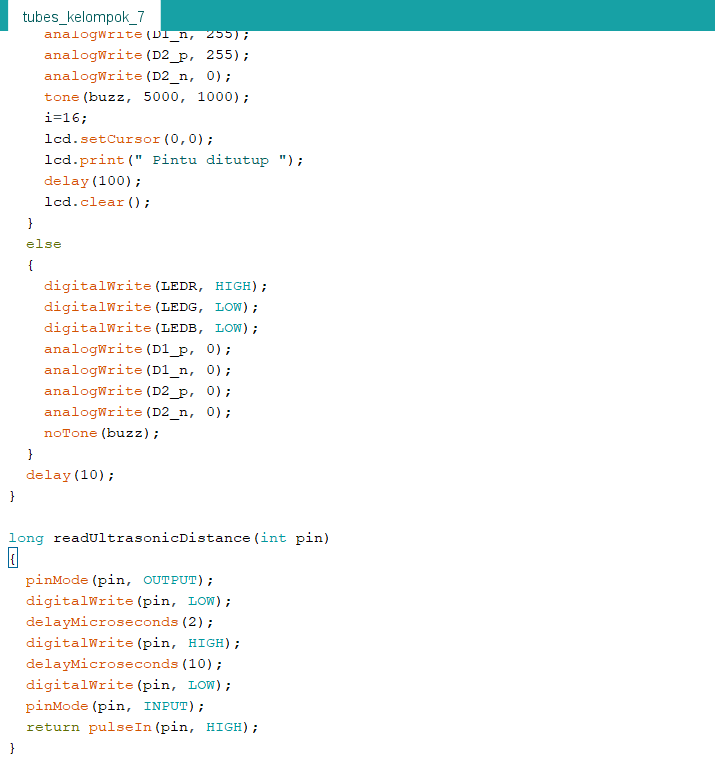 tubes_kelompok_7
analogWrite(D1_n, 255);
analogWrite(D2_p, 255);
analogWrite(D2_n, 0);
tone(buzz, 5000, 1000);
i=16;
lcd.setCursor(0,0);
lcd.print(" Pintu ditutup ");
delay(100);
lcd.clear();
}
else
{
digitalWrite(LEDR, HIGH);
digitalWrite(LEDG, LOW);
digitalWrite(LEDB, LOW);
analogWrite(D1_p, 0);
analogWrite(D1_n, 0);
analogWrite(D2_p, 0);
analogWrite(D2_n, 0);
noTone(buzz);
}
delay(10);
}
long readUltrasonicDistance(int pin)
{
pinMode(pin, OUTPUT);
digitalWrite(pin, LOW);
delayMicroseconds(2);
digitalWrite(pin, HIGH);
delayMicroseconds(10);
digitalWrite(pin, LOW);
pinMode(pin, INPUT);
return pulseIn(pin, HIGH);
}